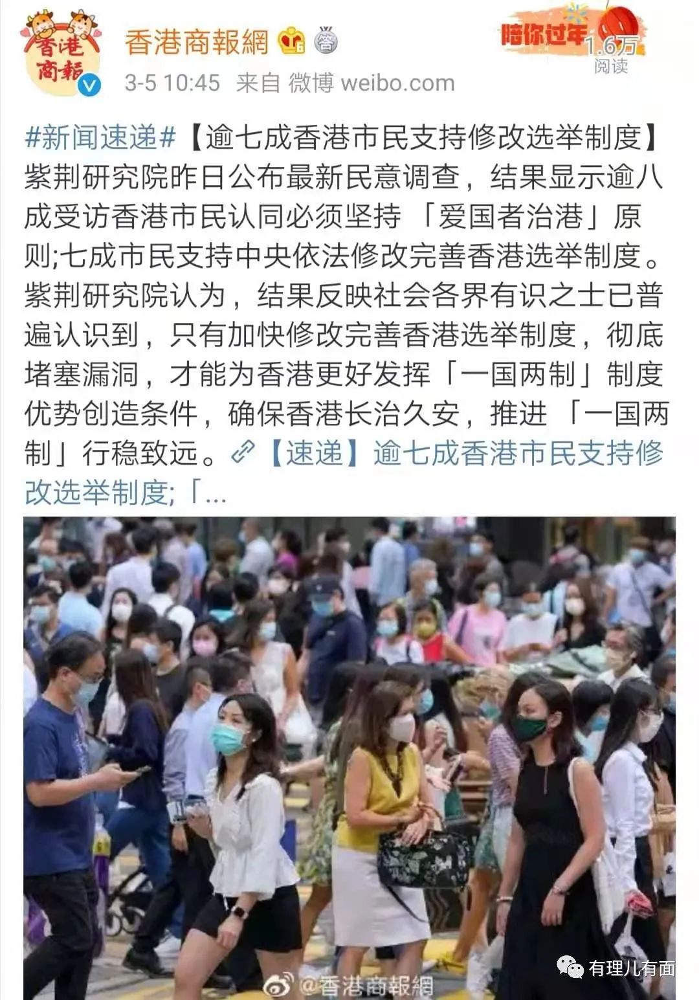 香港商報
香港商報網
6
答
3-5 10:45 来自 微博 weibo.com
陪你过年
1.6万
阅读
#新闻速递#【逾七成香港市民支持修改选举制度】
紫荆研究院昨日公布最新民意调查，结果显示逾八
成受访香港市民认同必须坚持 「爱国者治港」原
则;七成市民支持中央依法修改完善香港选举制度。
紫荆研究院认为，结果反映社会各界有识之士已普
遍认识到，只有加快修改完善香港选举制度，彻底
堵塞漏洞，才能为香港更好发挥「一国两制」制度
优势创造条件，确保香港长治久安，推进 「一国两
制」行稳致远。【速递】逾七成香港市民支持修
改选举制度;「...
@香港商報網
有理儿有面